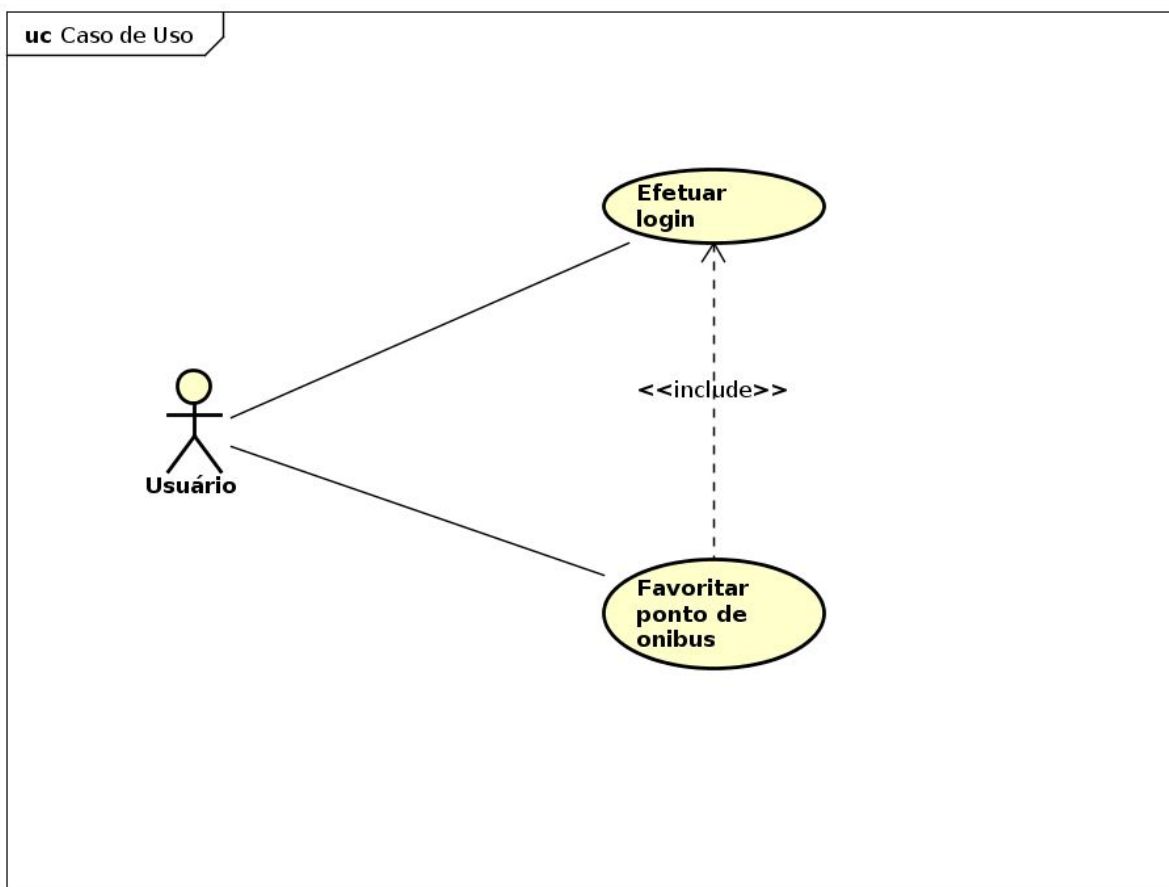 uc Caso de Uso
Efetuar
login
<<include>>
Usuário
Favoritar
ponto de
onibus